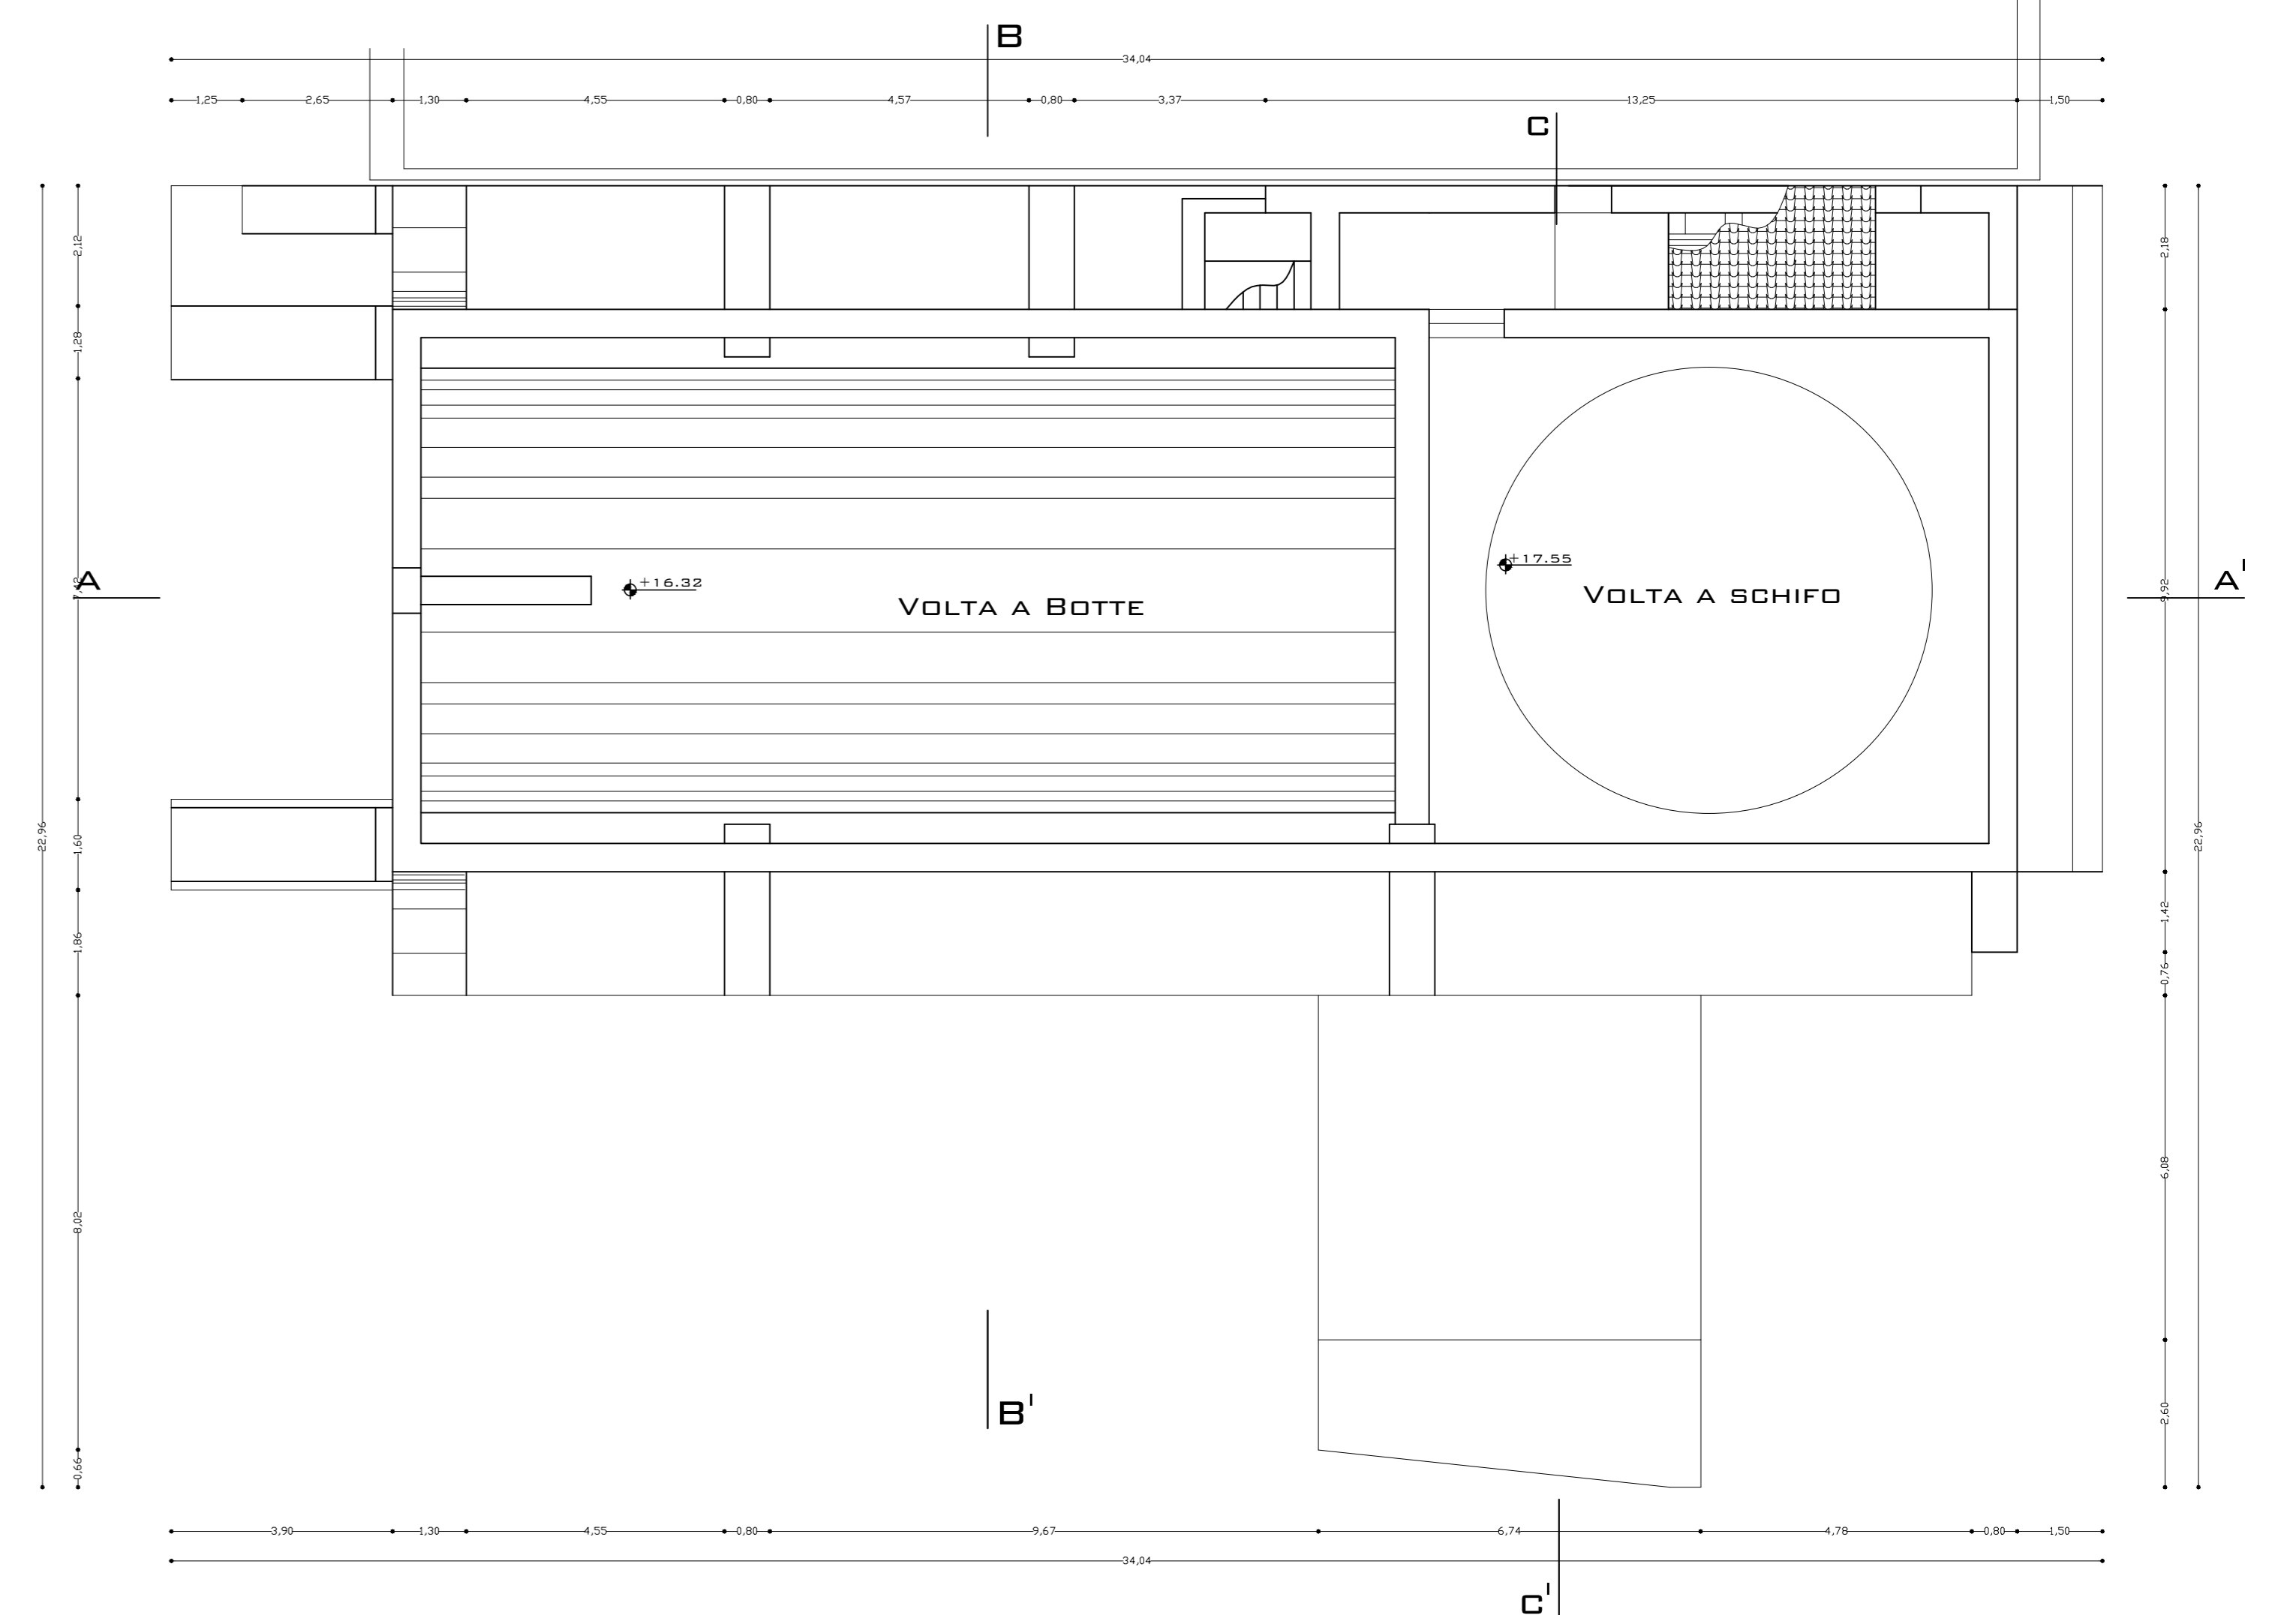 B
34,04
1,25 2,65 1,30 4,55 0,80 4,57 0,80 3,37 13,25 1,50
C
2,12
2,18
1,28
+17.55
A
7,42
+16.32
Volta a Botte
Volta a schifo
9,92
A'
22,96
1,60
22,96
1,86
1,42
0,76
6,08
8,02
B'
2,60
0,66
3,90 1,30 4,55 0,80 9,67 6,74 4,78 0,80 1,50
34,04
C'